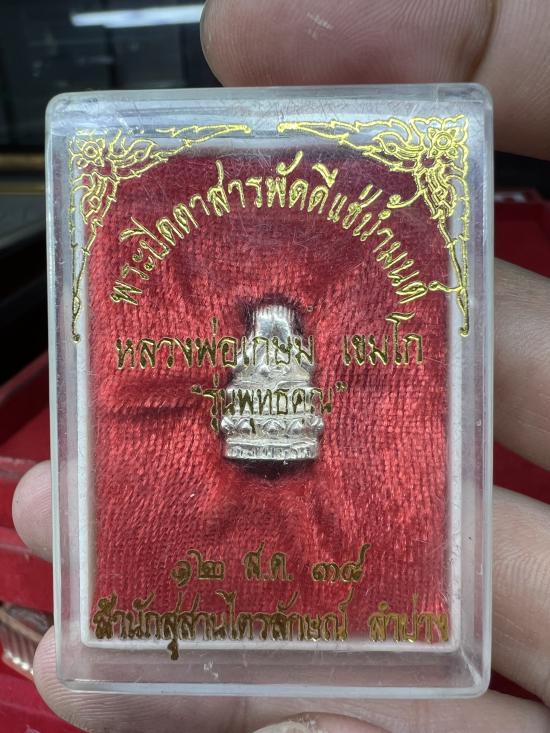 พระปิดตาสารพัดดีแช่น้ำมนต์
หลวงพ่อเกษม เขมโก
"รุ่นพุทธคุณ"
๑๒ ส.ค. ๓๘
สำนักสุสานไตรลักษณ์ ลำปาง